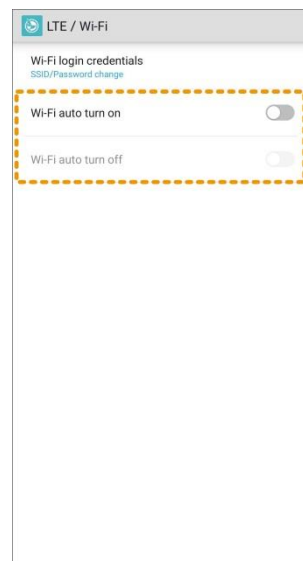 LTE / Wi-Fi
Wi-Fi login credentials
SSID/Password change
Wi-Fi auto turn on
Wi-Fi auto turn off